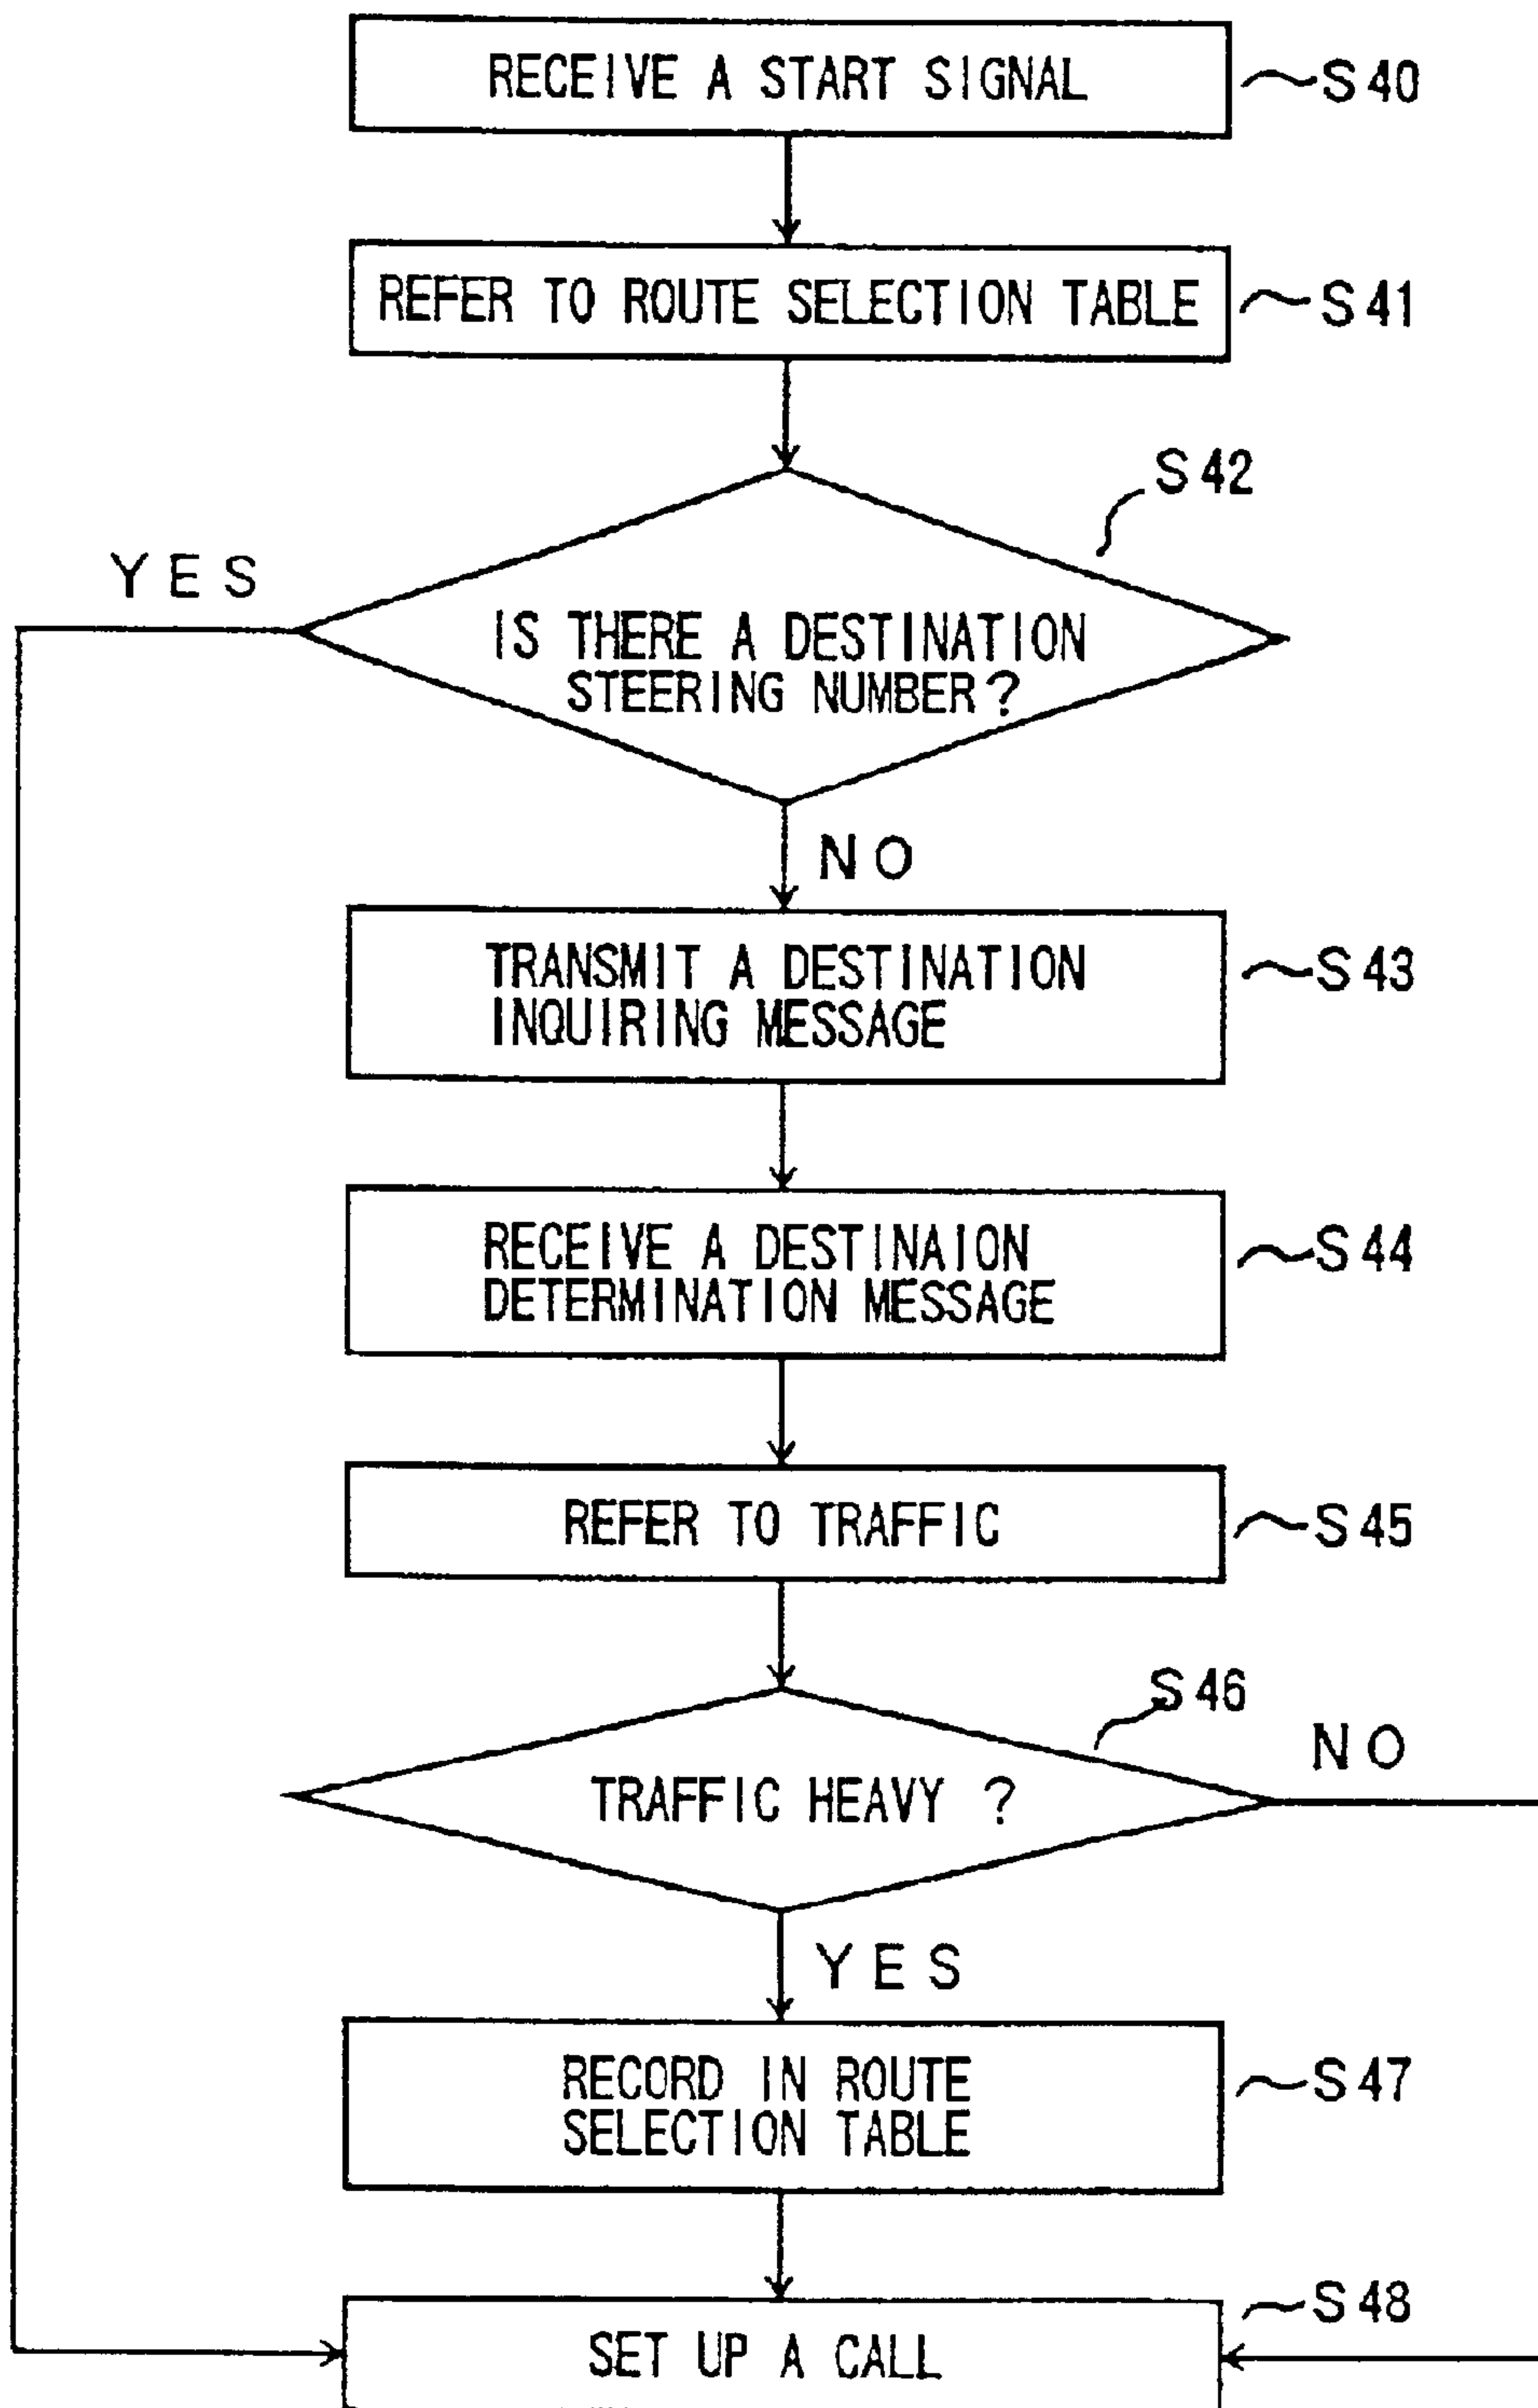 RECEIVE A START SIGNAL
S40
REFER TO ROUTE SELECTION TABLE
S41
S42
YES
IS THERE A DESTINATION
STEERING NUMBER?
NO
TRANSMIT A DESTINATION
INQUIRING MESSAGE
S43
RECEIVE A DESTINAION
DETERMINATION MESSAGE
S44
REFER TO TRAFFIC
S45
S46
NO
TRAFFIC HEAVY ?
YES
RECORD IN ROUTE
SELECTION TABLE
S47
S48
SET UP A CALL